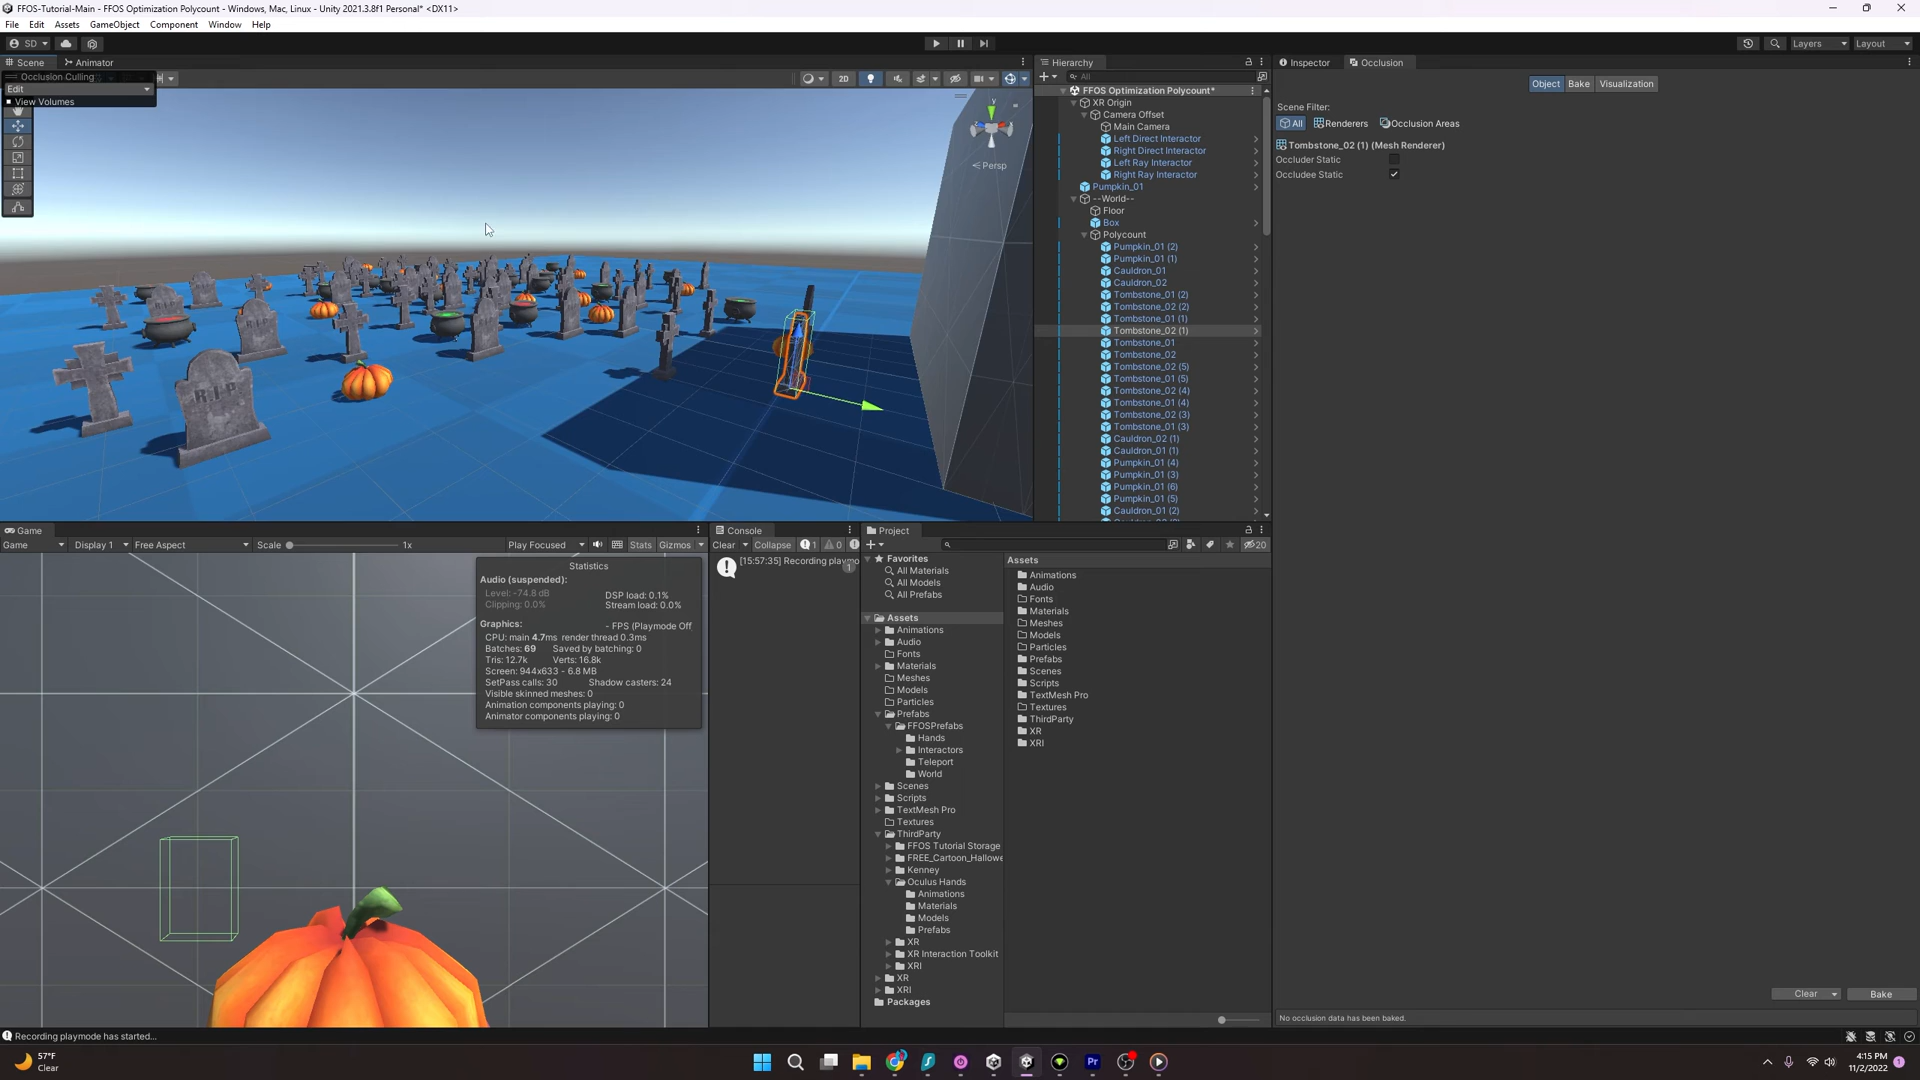 FFOS-Tutorial-Main - FFOS Optimization Polycount - Windows, Mac, Linux - Unity 2021.3.8f1 Personal* <DX11>
File Edit Assets GameObject Component Window Help
SD
Layers Layout
Scene Animator
Occlusion Culling
Edit
View Volumes
2D
y
Persp
RIP
Hierarchy
All
FFOS Optimization Polycount*
XR Origin
Camera Offset
Main Camera
Left Direct Interactor
Right Direct Interactor
Left Ray Interactor
Right Ray Interactor
Pumpkin_01
--World--
Floor
Box
Polycount
Pumpkin_01 (2)
Pumpkin_01 (1)
Cauldron_01
Cauldron_02
Tombstone_01 (2)
Tombstone_02 (2)
Tombstone_01 (1)
Tombstone_02 (1)
Tombstone_01
Tombstone_02
Tombstone_02 (5)
Tombstone_01 (5)
Tombstone_02 (4)
Tombstone_01 (4)
Tombstone_02 (3)
Tombstone_01 (3)
Cauldron_02 (1)
Cauldron_01 (1)
Pumpkin_01 (4)
Pumpkin_01 (3)
Pumpkin_01 (6)
Pumpkin_01 (5)
Cauldron_01 (2)
Inspector Occlusion
Object Bake Visualization
Scene Filter:
All Renderers Occlusion Areas
Tombstone_02 (1) (Mesh Renderer)
Occluder Static
Occludee Static
Clear Bake
No occlusion data has been baked.
Game
Game Display 1 Free Aspect Scale 1x Play Focused Stats Gizmos
Statistics
Audio (suspended):
Level: -74.8 dB DSP load: 0.1%
Clipping: 0.0% Stream load: 0.0%
Graphics: - FPS (Playmode Off
CPU: main 4.7ms render thread 0.3ms
Batches: 69 Saved by batching: 0
Tris: 12.7k Verts: 16.8k
Screen: 944x633 - 6.8 MB
SetPass calls: 30 Shadow casters: 24
Visible skinned meshes: 0
Animation components playing: 0
Animator components playing: 0
Console
Clear Collapse 1 0
[15:57:35] Recording playmo
1
Project
20
Favorites
All Materials
All Models
All Prefabs
Assets
Animations
Audio
Fonts
Materials
Meshes
Models
Particles
Prefabs
FFOSPrefabs
Hands
Interactors
Teleport
World
Scenes
Scripts
TextMesh Pro
Textures
ThirdParty
FFOS Tutorial Storage
FREE_Cartoon_Hallowe
Kenney
Oculus Hands
Animations
Materials
Models
Prefabs
XR
XR Interaction Toolkit
XRI
XR
XRI
Packages
Assets
Animations
Audio
Fonts
Materials
Meshes
Models
Particles
Prefabs
Scenes
Scripts
TextMesh Pro
Textures
ThirdParty
XR
XRI
Recording playmode has started...
57°F
Clear
Pr
4:15 PM
11/2/2022
1